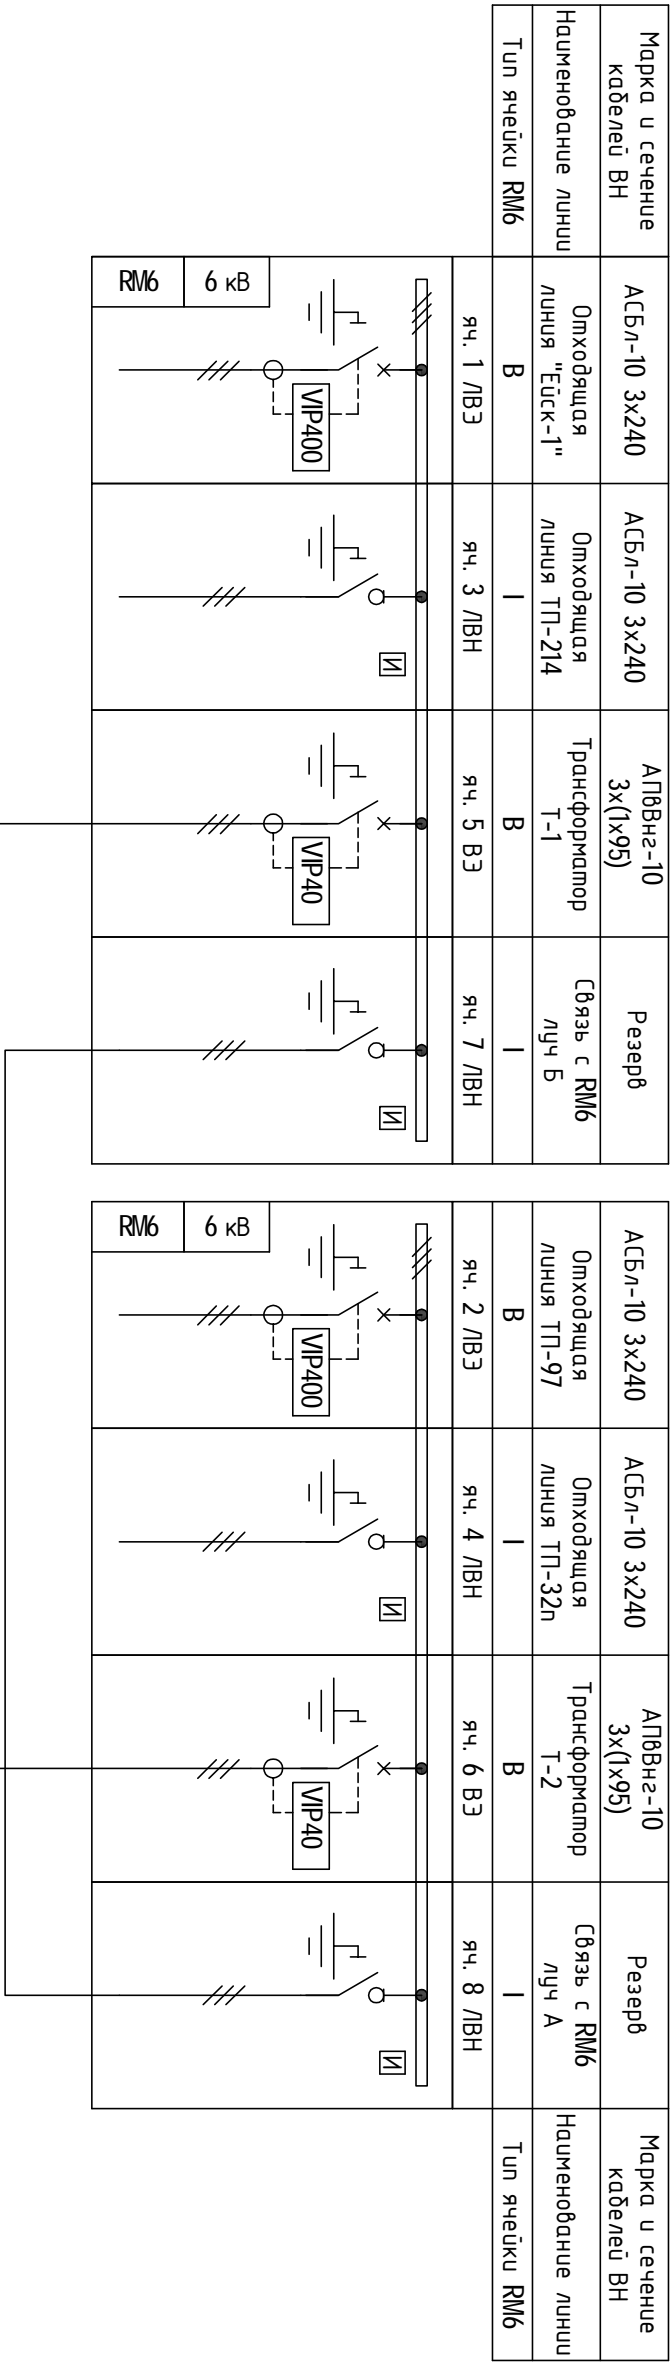 Марка и сечение
кабелей ВН
АСБл-10 3х240
АСБл-10 3х240
АПвВнг-10
3х(1х95)
Резерв
АСБл-10 3х240
АСБл-10 3х240
АПвВнг-10
3х(1х95)
Резерв
Марка и сечение
кабелей ВН
Наименование линии
Отходящая
линия "Ейск-1"
Отходящая
линия ТП-214
Трансформатор
Т-1
Связь с RM6
луч Б
Отходящая
линия ТП-97
Отходящая
линия ТП-32п
Трансформатор
Т-2
Связь с RM6
луч А
Наименование линии
Тип ячейки RM6
B
I
B
I
B
I
B
I
Тип ячейки RM6
яч. 1 ЛВЭ
яч. 3 ЛВН
яч. 5 ВЭ
яч. 7 ЛВН
яч. 2 ЛВЭ
яч. 4 ЛВН
яч. 6 ВЭ
яч. 8 ЛВН
И
И
И
И
VIP400
VIP40
VIP400
VIP40
6 кВ
RM6
6 кВ
RM6